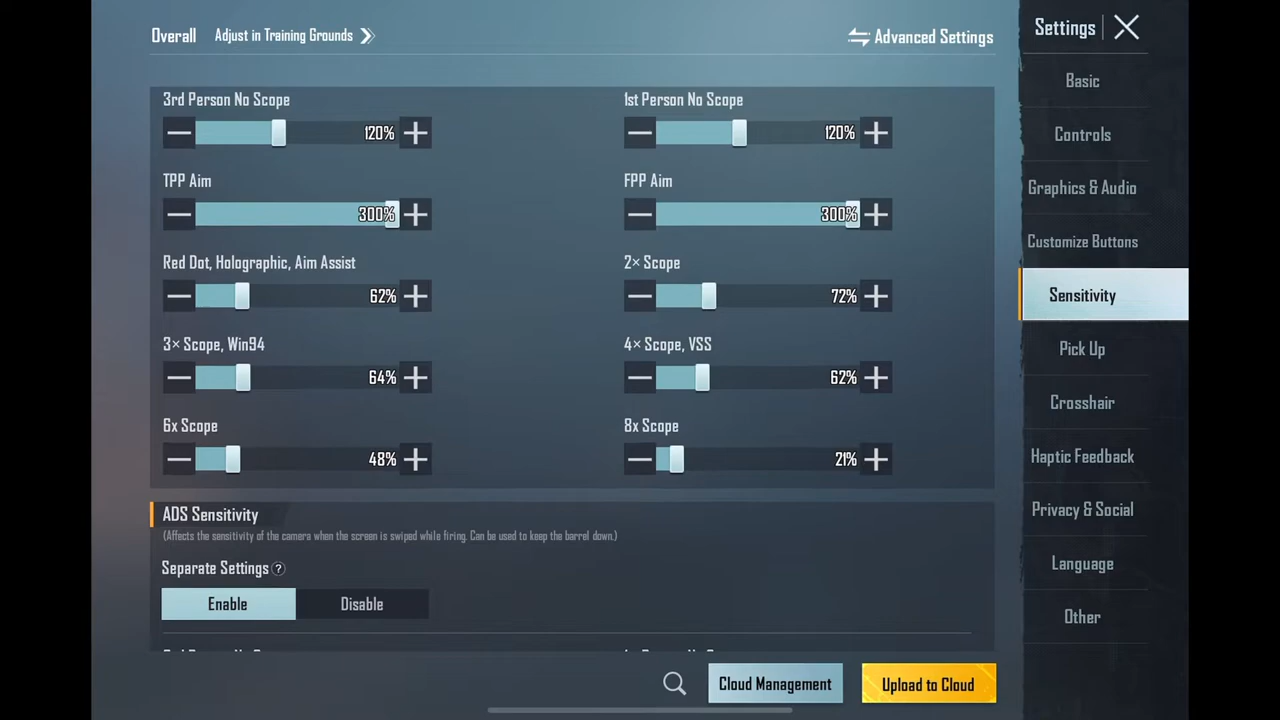 Overall
Adjust in Training Grounds
Advanced Settings
Settings
3rd Person No Scope
120%
1st Person No Scope
120%
TPP Aim
300%
FPP Aim
300%
Red Dot, Holographic, Aim Assist
62%
2× Scope
72%
3× Scope, Win94
64%
4× Scope, VSS
62%
6x Scope
48%
8x Scope
21%
ADS Sensitivity
(Affects the sensitivity of the camera when the screen is swiped while firing. Can be used to keep the barrel down.)
Separate Settings ?
Enable
Disable
Cloud Management
Upload to Cloud
Basic
Controls
Graphics & Audio
Customize Buttons
Sensitivity
Pick Up
Crosshair
Haptic Feedback
Privacy & Social
Language
Other